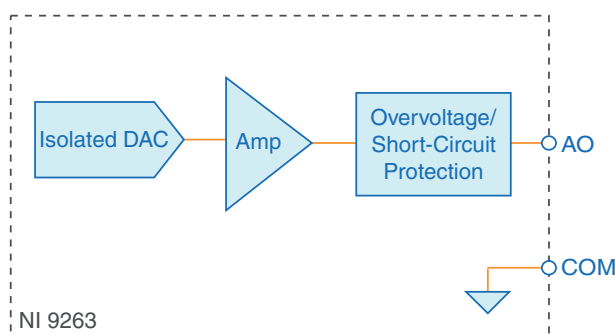 Isolated DAC
Amp
Overvoltage/
Short-Circuit
Protection
AO
COM
NI 9263